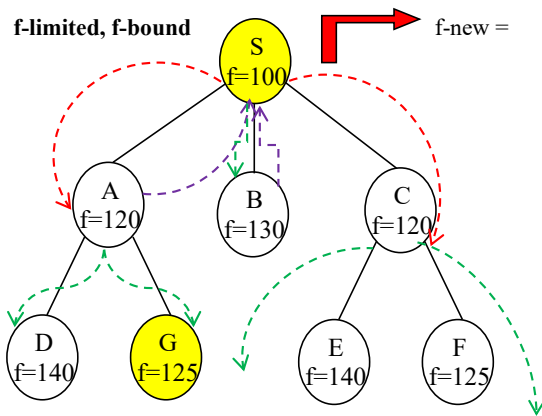 f-limited, f-bound
f-new =
S
f=100
A
f=120
B
f=130
C
f=120
D
f=140
G
f=125
E
f=140
F
f=125